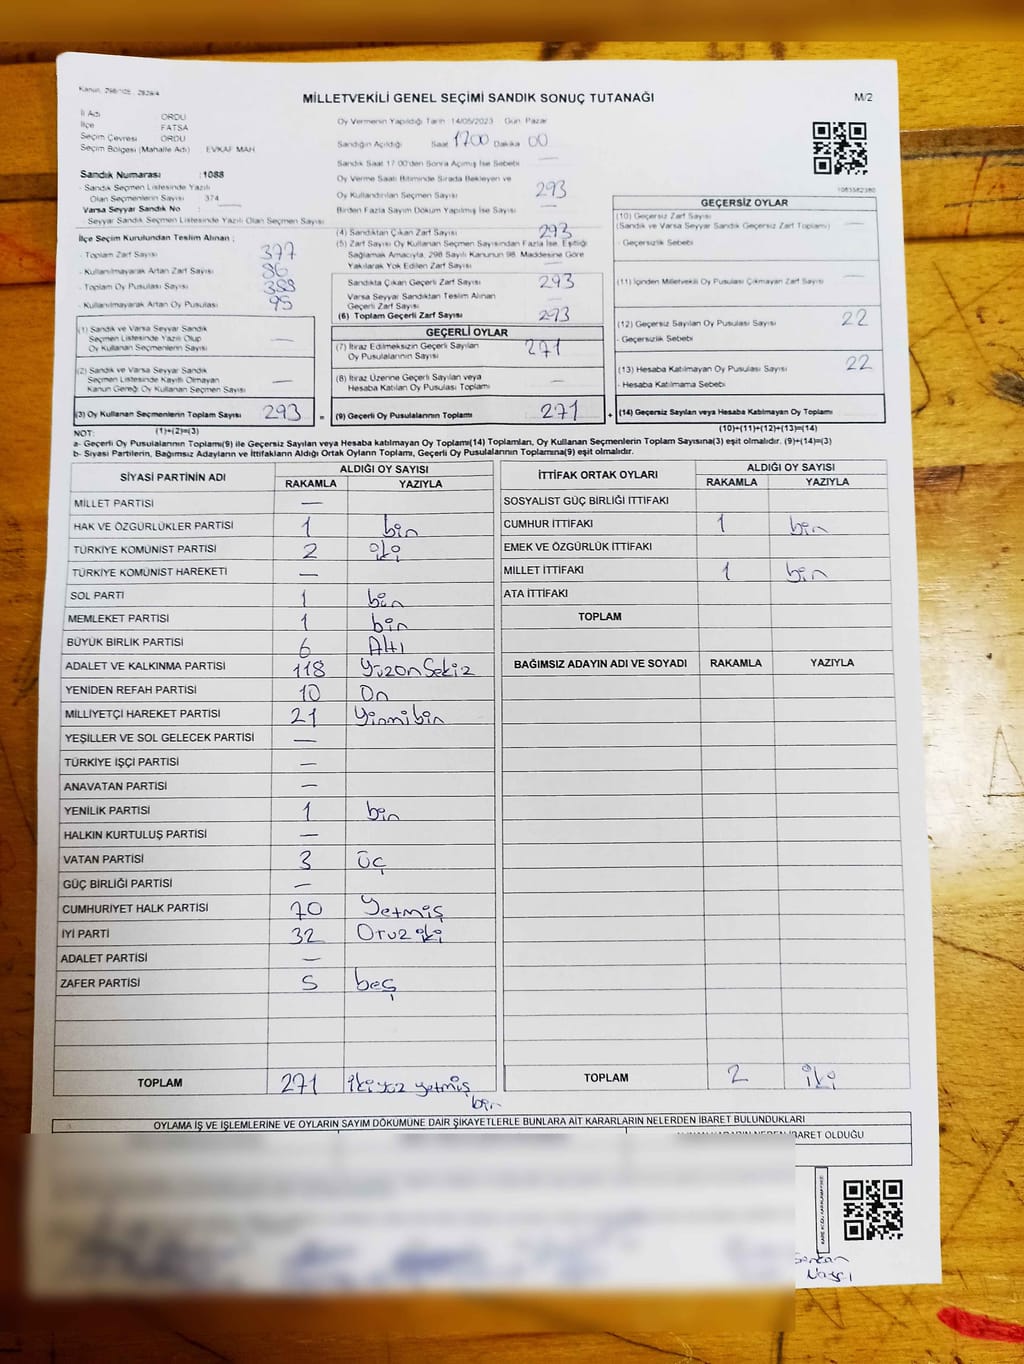 Kanun, 298/105 , 2839/4
MİLLETVEKİLİ GENEL SEÇİMİ SANDIK SONUÇ TUTANAĞI
M/2
İl Adı ORDU
İlçe FATSA
Seçim Çevresi ORDU
Seçim Bölgesi (Mahalle Adı) EVKAF MAH
Sandık Numarası :1088
- Sandık Seçmen Listesinde Yazılı
Olan Seçmenlerin Sayısı 374
Varsa Seyyar Sandık No :
- Seyyar Sandık Seçmen Listesinde Yazılı Olan Seçmen Sayısı
İlçe Seçim Kurulundan Teslim Alınan ;
- Toplam Zarf Sayısı 377
- Kullanılmayarak Artan Zarf Sayısı 86
- Toplam Oy Pusulası Sayısı 388
- Kullanılmayarak Artan Oy Pusulası 95
(1) Sandık ve Varsa Seyyar Sandık
Seçmen Listesinde Yazılı Olup
Oy Kullanan Seçmenlerin Sayısı —
(2) Sandık ve Varsa Seyyar Sandık
Seçmen Listesinde Kayıtlı Olmayan
Kanun Gereği Oy Kullanan Seçmen Sayısı —
(3) Oy Kullanan Seçmenlerin Toplam Sayısı 293 =
Oy Vermenin Yapıldığı Tarih 14/05/2023 Gün Pazar
Sandığın Açıldığı Saat 1700 Dakika 00
Sandık Saat 17 00'den Sonra Açılmış İse Sebebi —
Oy Verme Saati Bitiminde Sırada Bekleyen ve
Oy Kullandırılan Seçmen Sayısı 293
Birden Fazla Sayım Döküm Yapılmış İse Sayısı —
(4) Sandıktan Çıkan Zarf Sayısı 293
(5) Zarf Sayısı Oy Kullanan Seçmen Sayısından Fazla İse, Eşitliği
Sağlamak Amacıyla, 298 Sayılı Kanunun 98. Maddesine Göre
Yakılarak Yok Edilen Zarf Sayısı —
Sandıkta Çıkan Geçerli Zarf Sayısı 293
Varsa Seyyar Sandıktan Teslim Alınan
Geçerli Zarf Sayısı —
(6) Toplam Geçerli Zarf Sayısı 293
GEÇERLİ OYLAR
(7) İtiraz Edilmeksizin Geçerli Sayılan
Oy Pusulalarının Sayısı 271
(8) İtiraz Üzerine Geçerli Sayılan veya
Hesaba Katılan Oy Pusulası Toplamı —
(9) Geçerli Oy Pusulalarının Toplamı 271 +
1083582380
GEÇERSİZ OYLAR
(10) Geçersiz Zarf Sayısı
(Sandık ve Varsa Seyyar Sandık Geçersiz Zarf Toplamı) —
- Geçersizlik Sebebi
(11) İçinden Milletvekili Oy Pusulası Çıkmayan Zarf Sayısı —
(12) Geçersiz Sayılan Oy Pusulası Sayısı 22
- Geçersizlik Sebebi
(13) Hesaba Katılmayan Oy Pusulası Sayısı 22
- Hesaba Katılmama Sebebi
(14) Geçersiz Sayılan veya Hesaba Katılmayan Oy Toplamı —
NOT: (1)+(2)=(3) (10)+(11)+(12)+(13)=(14)
a- Geçerli Oy Pusulalarının Toplamı(9) ile Geçersiz Sayılan veya Hesaba katılmayan Oy Toplamı(14) Toplamları, Oy Kullanan Seçmenlerin Toplam Sayısına(3) eşit olmalıdır. (9)+(14)=(3)
b- Siyasi Partilerin, Bağımsız Adayların ve İttifakların Aldığı Ortak Oyların Toplamı, Geçerli Oy Pusulalarının Toplamına(9) eşit olmalıdır.
SİYASİ PARTİNİN ADI ALDIĞI OY SAYISI
RAKAMLA YAZIYLA
MİLLET PARTİSİ —
HAK VE ÖZGÜRLÜKLER PARTİSİ 1 bin
TÜRKİYE KOMÜNİST PARTİSİ 2 iki
TÜRKİYE KOMÜNİST HAREKETİ —
SOL PARTİ 1 bin
MEMLEKET PARTİSİ 1 bin
BÜYÜK BİRLİK PARTİSİ 6 Altı
ADALET VE KALKINMA PARTİSİ 118 Yüzon Sekiz
YENİDEN REFAH PARTİSİ 10 On
MİLLİYETÇİ HAREKET PARTİSİ 21 Yirmi bin
YEŞİLLER VE SOL GELECEK PARTİSİ —
TÜRKİYE İŞÇİ PARTİSİ —
ANAVATAN PARTİSİ —
YENİLİK PARTİSİ 1 bin
HALKIN KURTULUŞ PARTİSİ —
VATAN PARTİSİ 3 üç
GÜÇ BİRLİĞİ PARTİSİ —
CUMHURİYET HALK PARTİSİ 70 Yetmiş
İYİ PARTİ 32 Otuz iki
ADALET PARTİSİ —
ZAFER PARTİSİ 5 beş
TOPLAM 271 ikiyüz yetmiş
bin
İTTİFAK ORTAK OYLARI ALDIĞI OY SAYISI
RAKAMLA YAZIYLA
SOSYALİST GÜÇ BİRLİĞİ İTTİFAKI
CUMHUR İTTİFAKI 1 bin
EMEK VE ÖZGÜRLÜK İTTİFAKI
MİLLET İTTİFAKI 1 bin
ATA İTTİFAKI
TOPLAM
BAĞIMSIZ ADAYIN ADI VE SOYADI RAKAMLA YAZIYLA
TOPLAM 2 iki
OYLAMA İŞ VE İŞLEMLERİNE VE OYLARIN SAYIM DÖKÜMÜNE DAİR ŞİKAYETLERLE BUNLARA AİT KARARLARIN NELERDEN İBARET BULUNDUKLARI
İBARET OLDUĞU